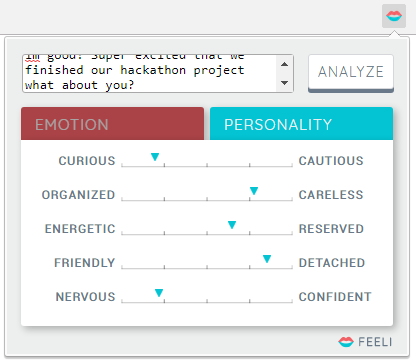 im good! Super excited that we
finished our hackathon project
what about you?
ANALYZE
EMOTION
PERSONALITY
CURIOUS CAUTIOUS
ORGANIZED CARELESS
ENERGETIC RESERVED
FRIENDLY DETACHED
NERVOUS CONFIDENT
FEELI